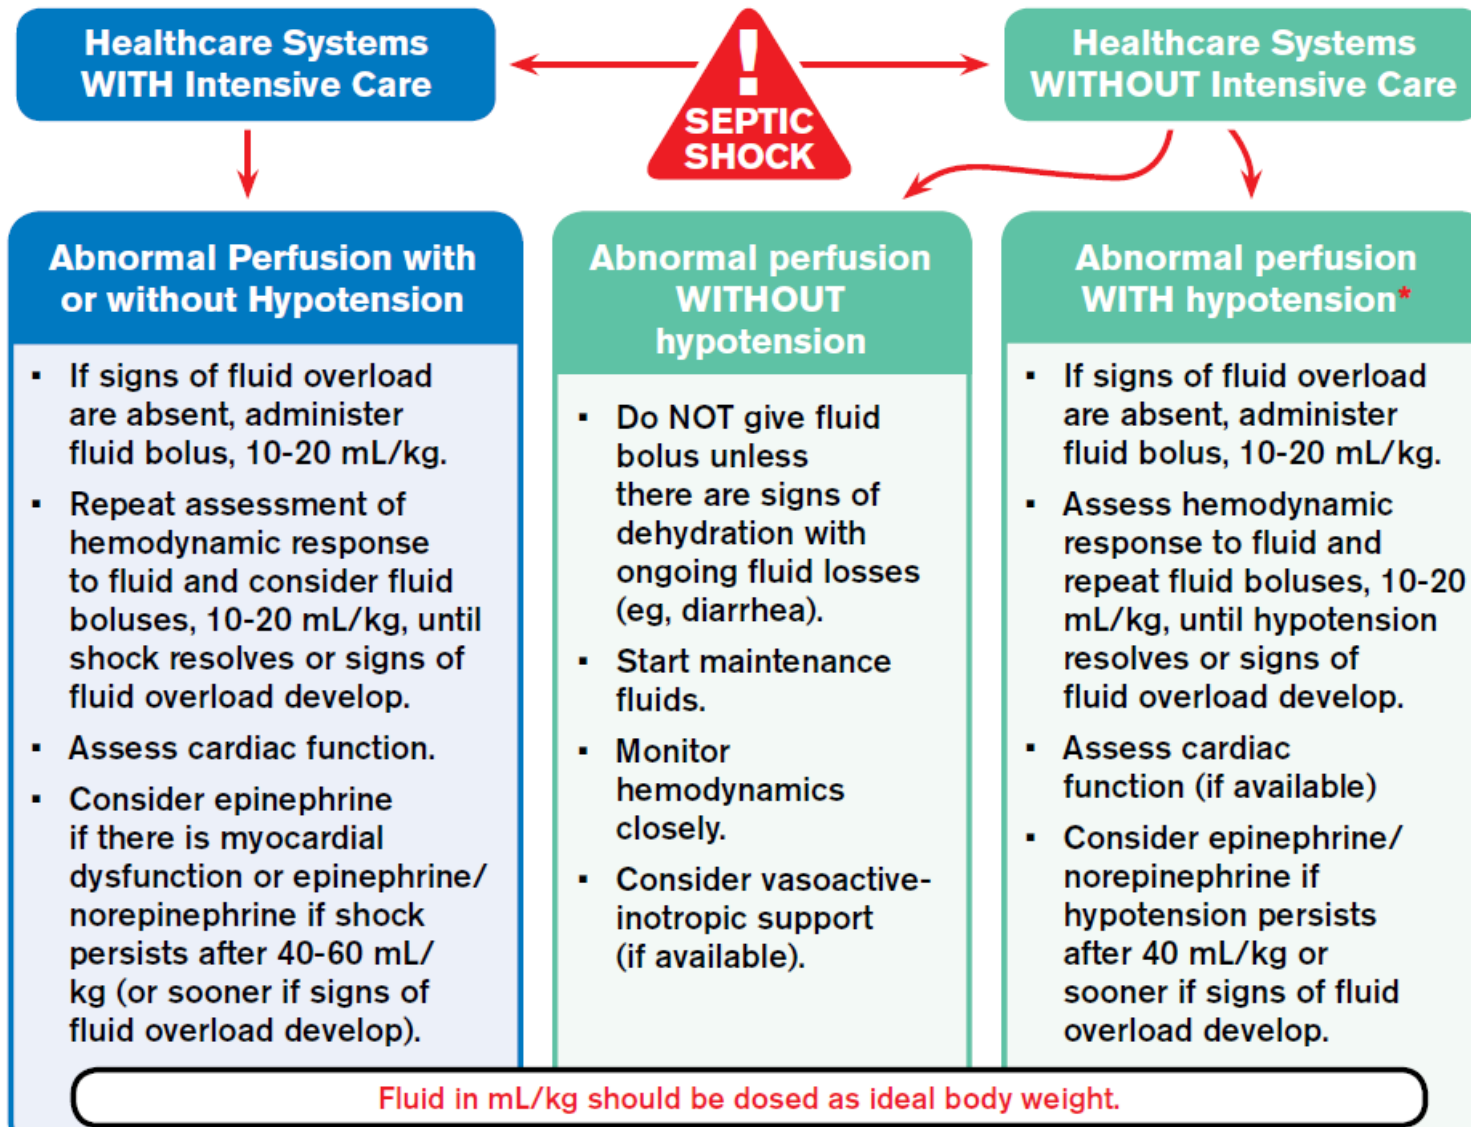 Healthcare Systems
WITH Intensive Care
!
SEPTIC
SHOCK
Healthcare Systems
WITHOUT Intensive Care
Abnormal Perfusion with
or without Hypotension
▪ If signs of fluid overload
are absent, administer
fluid bolus, 10-20 mL/kg.
▪ Repeat assessment of
hemodynamic response
to fluid and consider fluid
boluses, 10-20 mL/kg, until
shock resolves or signs of
fluid overload develop.
▪ Assess cardiac function.
▪ Consider epinephrine
if there is myocardial
dysfunction or epinephrine/
norepinephrine if shock
persists after 40-60 mL/
kg (or sooner if signs of
fluid overload develop).
Abnormal perfusion
WITHOUT
hypotension
▪ Do NOT give fluid
bolus unless
there are signs of
dehydration with
ongoing fluid losses
(eg, diarrhea).
▪ Start maintenance
fluids.
▪ Monitor
hemodynamics
closely.
▪ Consider vasoactive-
inotropic support
(if available).
Abnormal perfusion
WITH hypotension*
▪ If signs of fluid overload
are absent, administer
fluid bolus, 10-20 mL/kg.
▪ Assess hemodynamic
response to fluid and
repeat fluid boluses, 10-20
mL/kg, until hypotension
resolves or signs of
fluid overload develop.
▪ Assess cardiac
function (if available)
▪ Consider epinephrine/
norepinephrine if
hypotension persists
after 40 mL/kg or
sooner if signs of fluid
overload develop.
Fluid in mL/kg should be dosed as ideal body weight.